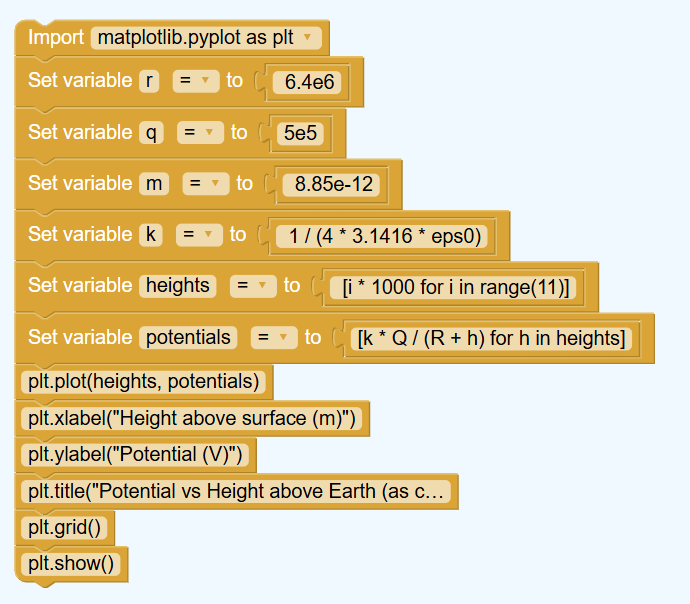 Import matplotlib.pyplot as plt
Set variable r = to 6.4e6
Set variable q = to 5e5
Set variable m = to 8.85e-12
Set variable k = to 1 / (4 * 3.1416 * eps0)
Set variable heights = to [i * 1000 for i in range(11)]
Set variable potentials = to [k * Q / (R + h) for h in heights]
plt.plot(heights, potentials)
plt.xlabel("Height above surface (m)")
plt.ylabel("Potential (V)")
plt.title("Potential vs Height above Earth (as c…
plt.grid()
plt.show()